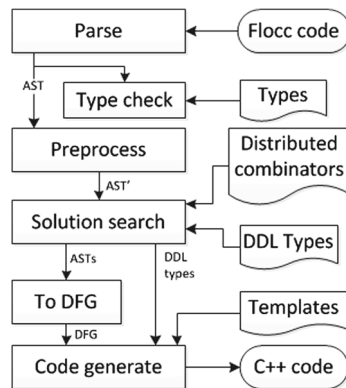 Parse
Flocc code
AST
Type check
Types
Preprocess
Distributed
combinators
AST'
Solution search
DDL Types
ASTs
DDL
types
To DFG
Templates
DFG
Code generate
C++ code